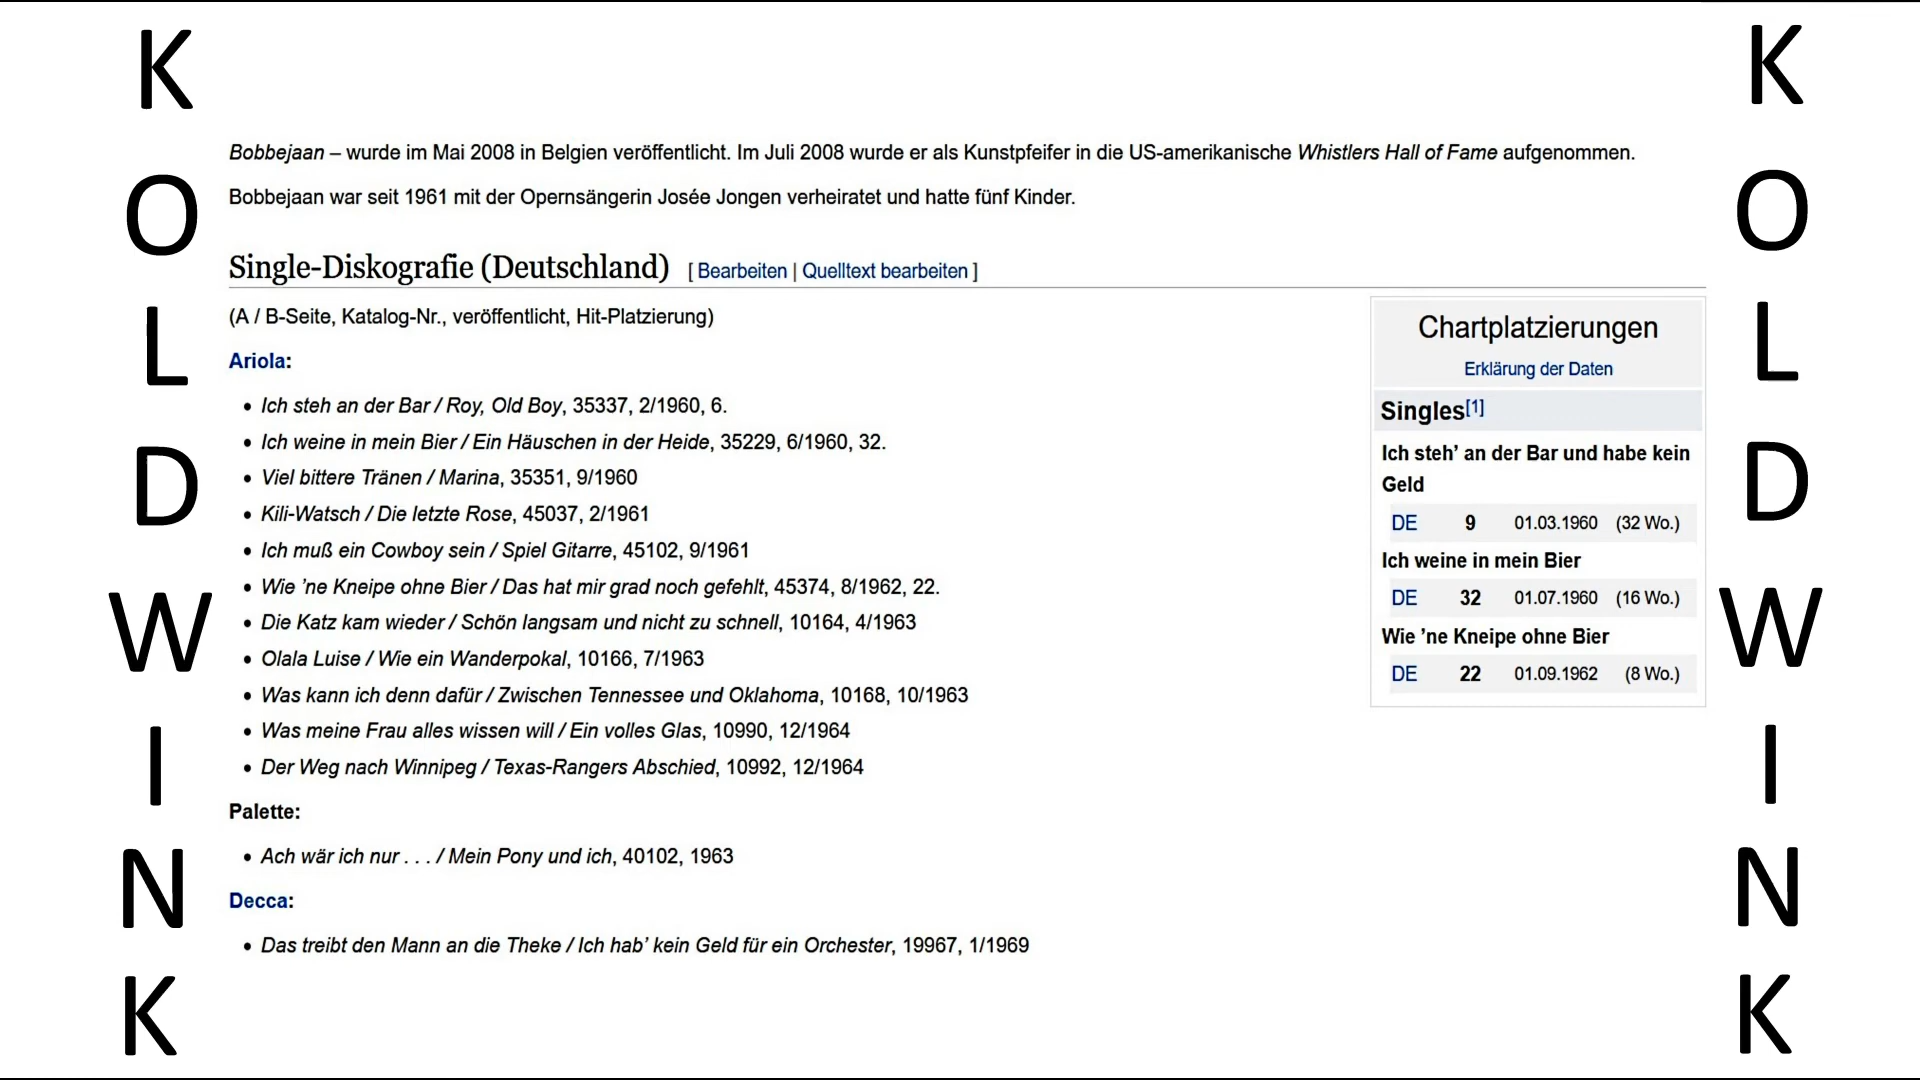 K
O
L
D
W
I
N
K
Bobbejaan – wurde im Mai 2008 in Belgien veröffentlicht. Im Juli 2008 wurde er als Kunstpfeifer in die US-amerikanische Whistlers Hall of Fame aufgenommen.
Bobbejaan war seit 1961 mit der Opernsängerin Josée Jongen verheiratet und hatte fünf Kinder.
Single-Diskografie (Deutschland) [ Bearbeiten | Quelltext bearbeiten ]
(A / B-Seite, Katalog-Nr., veröffentlicht, Hit-Platzierung)
Ariola:
• Ich steh an der Bar / Roy, Old Boy, 35337, 2/1960, 6.
• Ich weine in mein Bier / Ein Häuschen in der Heide, 35229, 6/1960, 32.
• Viel bittere Tränen / Marina, 35351, 9/1960
• Kili-Watsch / Die letzte Rose, 45037, 2/1961
• Ich muß ein Cowboy sein / Spiel Gitarre, 45102, 9/1961
• Wie ’ne Kneipe ohne Bier / Das hat mir grad noch gefehlt, 45374, 8/1962, 22.
• Die Katz kam wieder / Schön langsam und nicht zu schnell, 10164, 4/1963
• Olala Luise / Wie ein Wanderpokal, 10166, 7/1963
• Was kann ich denn dafür / Zwischen Tennessee und Oklahoma, 10168, 10/1963
• Was meine Frau alles wissen will / Ein volles Glas, 10990, 12/1964
• Der Weg nach Winnipeg / Texas-Rangers Abschied, 10992, 12/1964
Palette:
• Ach wär ich nur . . . / Mein Pony und ich, 40102, 1963
Decca:
• Das treibt den Mann an die Theke / Ich hab’ kein Geld für ein Orchester, 19967, 1/1969
Chartplatzierungen
Erklärung der Daten
Singles[1]
Ich steh’ an der Bar und habe kein
Geld
DE 9 01.03.1960 (32 Wo.)
Ich weine in mein Bier
DE 32 01.07.1960 (16 Wo.)
Wie ’ne Kneipe ohne Bier
DE 22 01.09.1962 (8 Wo.)
K
O
L
D
W
I
N
K